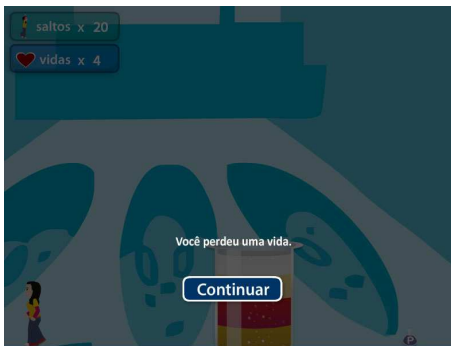 saltos x 20
vidas x 4
Você perdeu uma vida.
Continuar
P